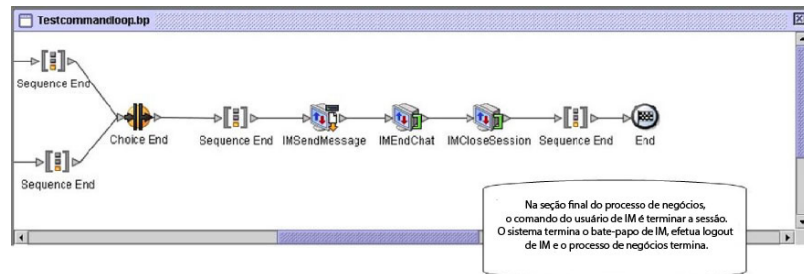 Testcommandloop.bp
Sequence End
Sequence End
Choice End
Sequence End
IMSendMessage
IMEndChat
IMCloseSession
Sequence End
End
Na seção final do processo de negócios,
o comando do usuário de IM é terminar a sessão.
O sistema termina o bate-papo de IM, efetua logout
de IM e o processo de negócios termina.